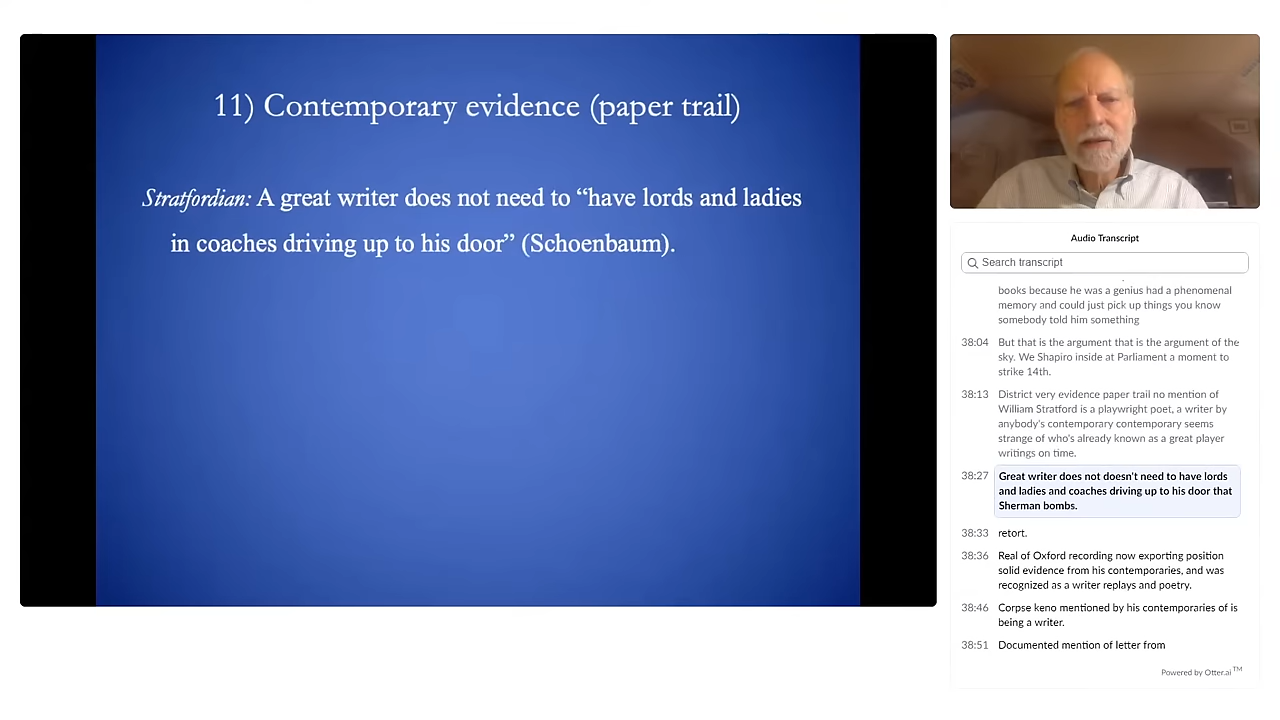 11) Contemporary evidence (paper trail)
Stratfordian: A great writer does not need to “have lords and ladies
in coaches driving up to his door” (Schoenbaum).
Audio Transcript
Search transcript
books because he was a genius had a phenomenal
memory and could just pick up things you know
somebody told him something
38:04 But that is the argument that is the argument of the
sky. We Shapiro inside at Parliament a moment to
strike 14th.
38:13 District very evidence paper trail no mention of
William Stratford is a playwright poet, a writer by
anybody's contemporary contemporary seems
strange of who's already known as a great player
writings on time.
38:27 Great writer does not doesn't need to have lords
and ladies and coaches driving up to his door that
Sherman bombs.
38:33 retort.
38:36 Real of Oxford recording now exporting position
solid evidence from his contemporaries, and was
recognized as a writer replays and poetry.
38:46 Corpse keno mentioned by his contemporaries of is
being a writer.
38:51 Documented mention of letter from
Powered by Otter.ai TM